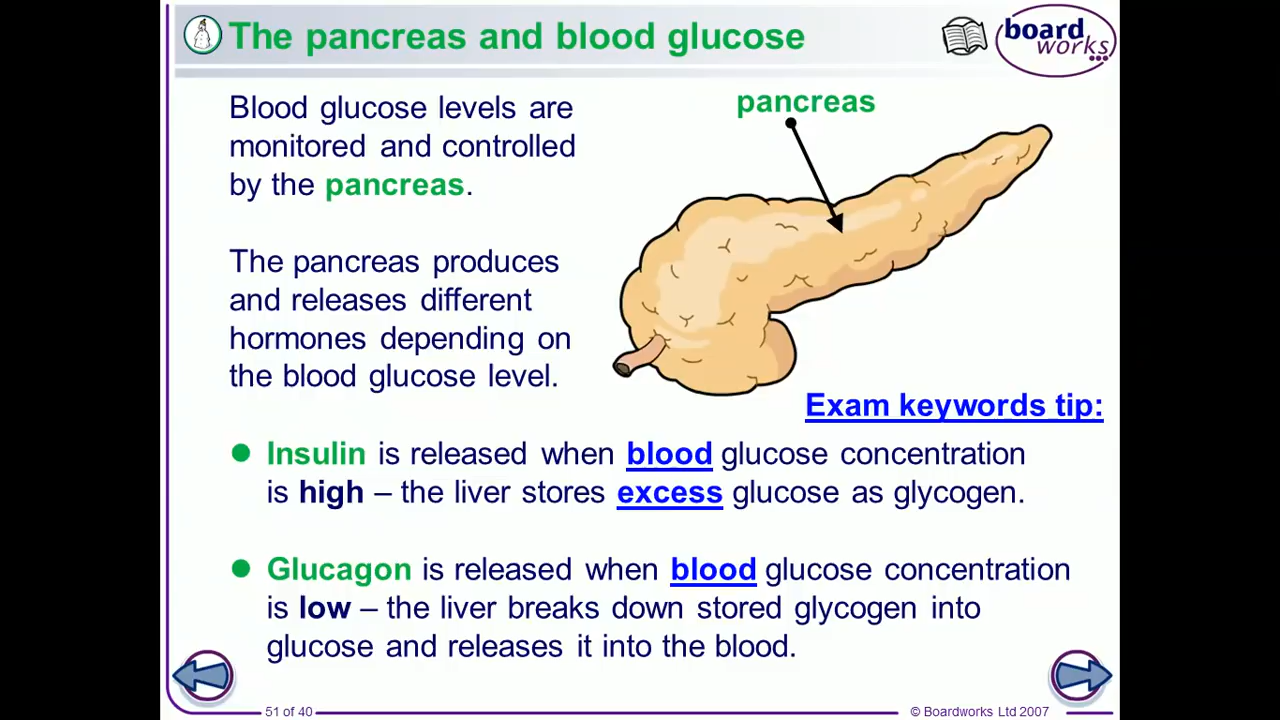 The pancreas and blood glucose
board
works
Blood glucose levels are
monitored and controlled
by the pancreas.
pancreas
The pancreas produces
and releases different
hormones depending on
the blood glucose level.
Exam keywords tip:
Insulin is released when blood glucose concentration
is high – the liver stores excess glucose as glycogen.
Glucagon is released when blood glucose concentration
is low – the liver breaks down stored glycogen into
glucose and releases it into the blood.
51 of 40
© Boardworks Ltd 2007